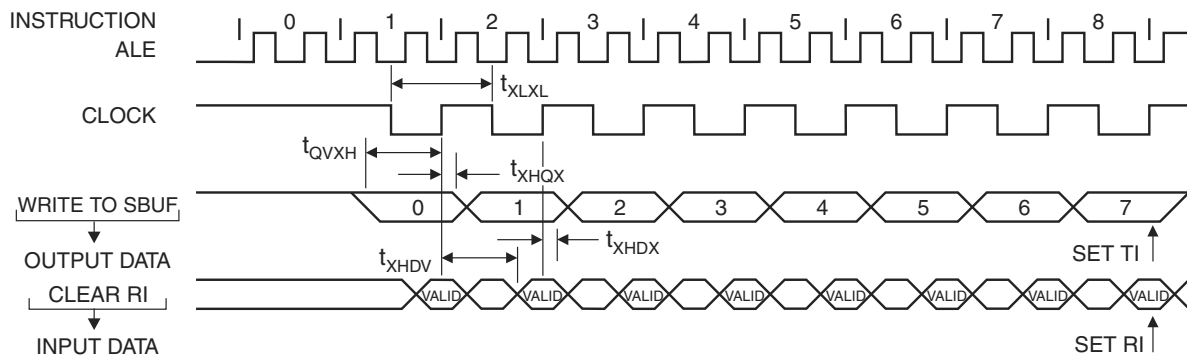 INSTRUCTION 0 1 2 3 4 5 6 7 8
ALE
tXLXL
CLOCK
tQVXH
tXHQX
WRITE TO SBUF
0 1 2 3 4 5 6 7
tXHDV
tXHDX
SET TI
OUTPUT DATA
CLEAR RI
VALID VALID VALID VALID VALID VALID VALID VALID
INPUT DATA
SET RI